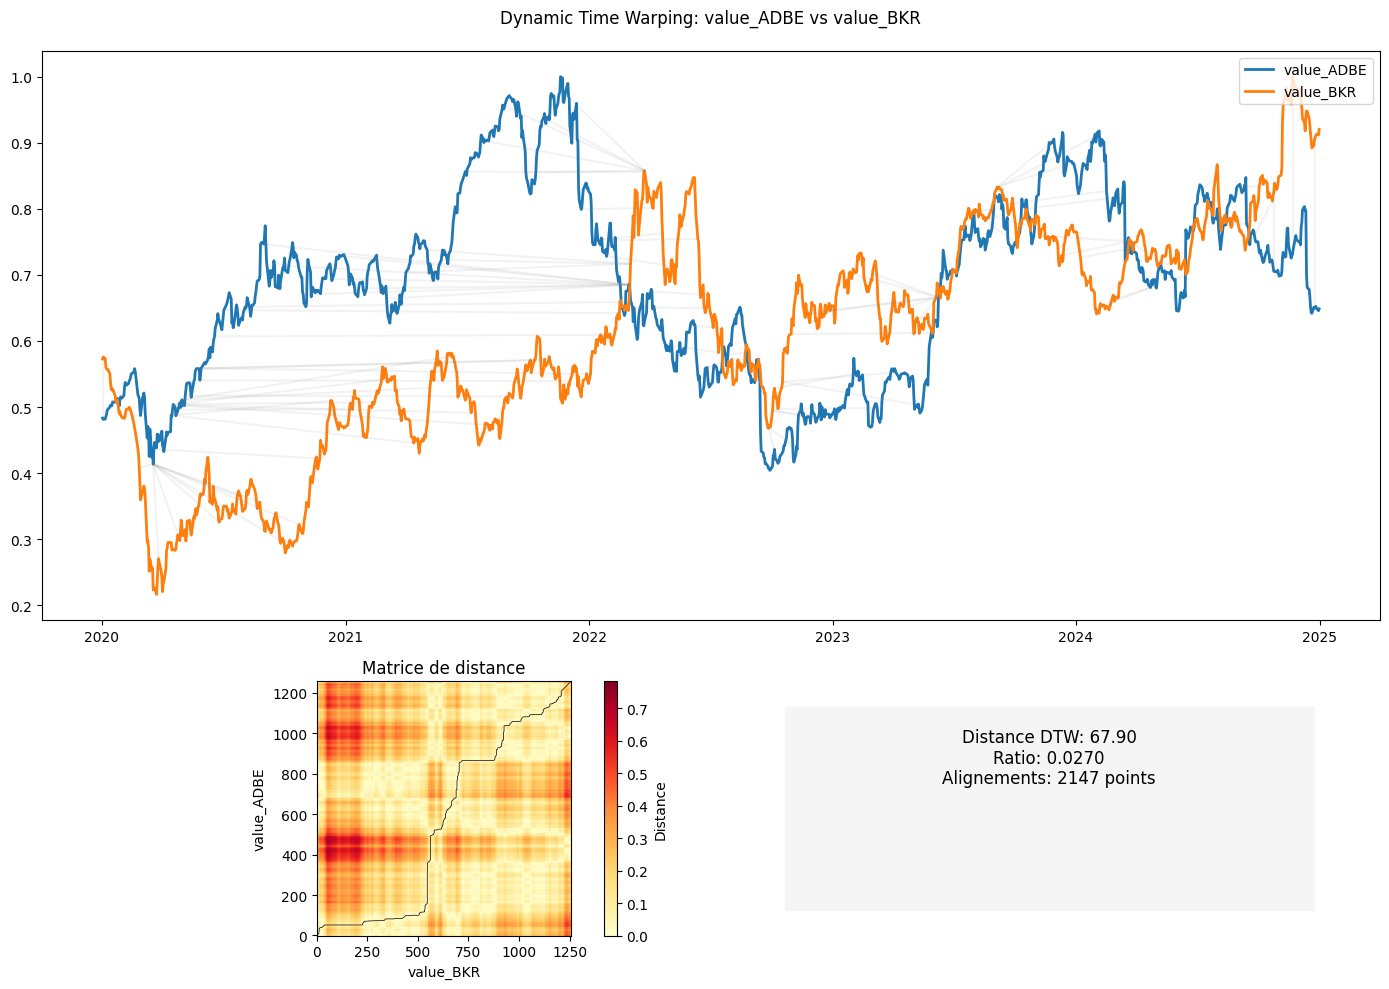 Dynamic Time Warping: value_ADBE vs value_BKR
1.0
0.9
0.8
0.7
0.6
0.5
0.4
0.3
0.2
value_ADBE
value_BKR
2020 2021 2022 2023 2024 2025
Matrice de distance
value_ADBE
1200
1000
800
600
400
200
0
0 250 500 750 1000 1250
value_BKR
0.7
0.6
0.5
0.4
0.3
0.2
0.1
0.0
Distance
Distance DTW: 67.90
Ratio: 0.0270
Alignements: 2147 points